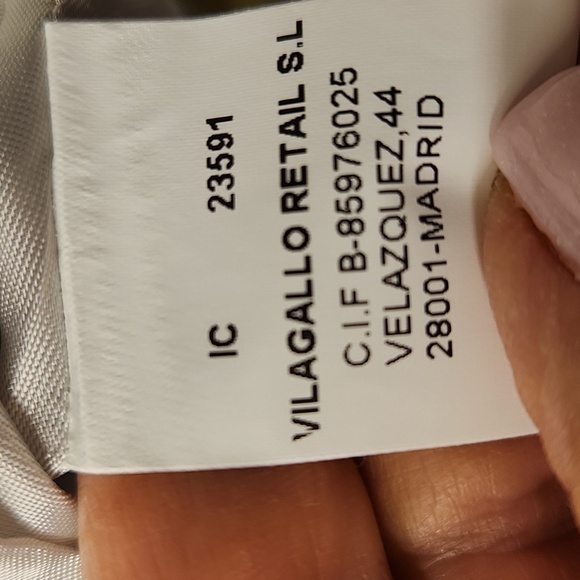 IC 23591
VILAGALLO RETAIL S.L
C.I.F B-85976025
VELAZQUEZ,44
28001-MADRID